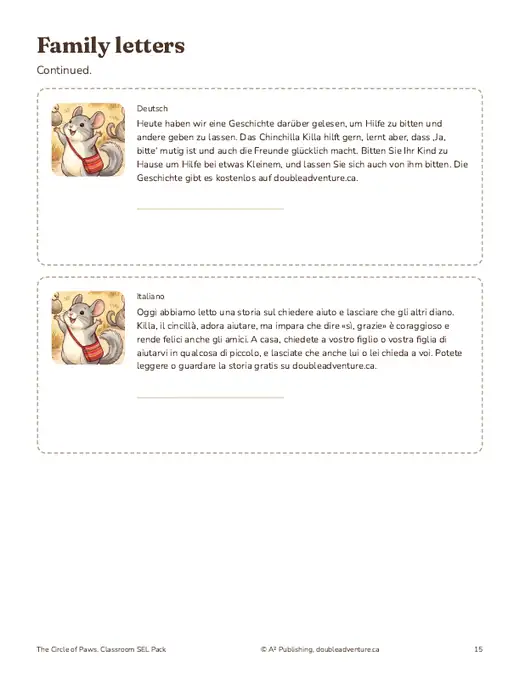 Family letters
Continued.
Deutsch
Heute haben wir eine Geschichte darüber gelesen, um Hilfe zu bitten und
andere geben zu lassen. Das Chinchilla Killa hilft gern, lernt aber, dass ‚Ja,
bitte‘ mutig ist und auch die Freunde glücklich macht. Bitten Sie Ihr Kind zu
Hause um Hilfe bei etwas Kleinem, und lassen Sie sich auch von ihm bitten. Die
Geschichte gibt es kostenlos auf doubleadventure.ca.
Italiano
Oggi abbiamo letto una storia sul chiedere aiuto e lasciare che gli altri diano.
Killa, il cincillà, adora aiutare, ma impara che dire «sì, grazie» è coraggioso e
rende felici anche gli amici. A casa, chiedete a vostro figlio o vostra figlia di
aiutarvi in qualcosa di piccolo, e lasciate che anche lui o lei chieda a voi. Potete
leggere o guardare la storia gratis su doubleadventure.ca.
The Circle of Paws. Classroom SEL Pack
© A² Publishing, doubleadventure.ca
15